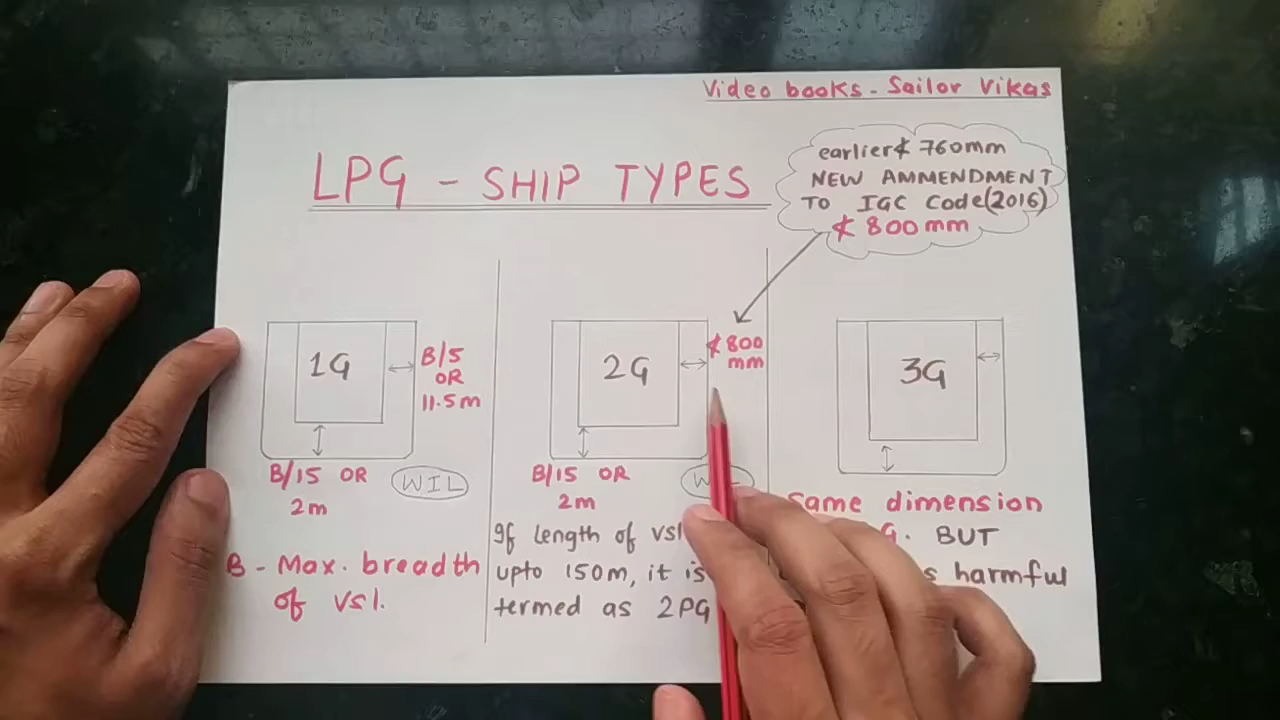 Video books - Sailor Vikas
LPG - SHIP TYPES
earlier ≮ 760mm
NEW AMMENDMENT
TO IGC Code (2016)
≮ 800 mm
1G
B/5
OR
11.5m
B/15 OR
2m
WIL
B - Max. breadth
of vsl.
2G
≮ 800
mm
B/15 OR
2m
If length of vsl
upto 150m, it is
termed as 2PG
3G
Same dimension
BUT
harmful